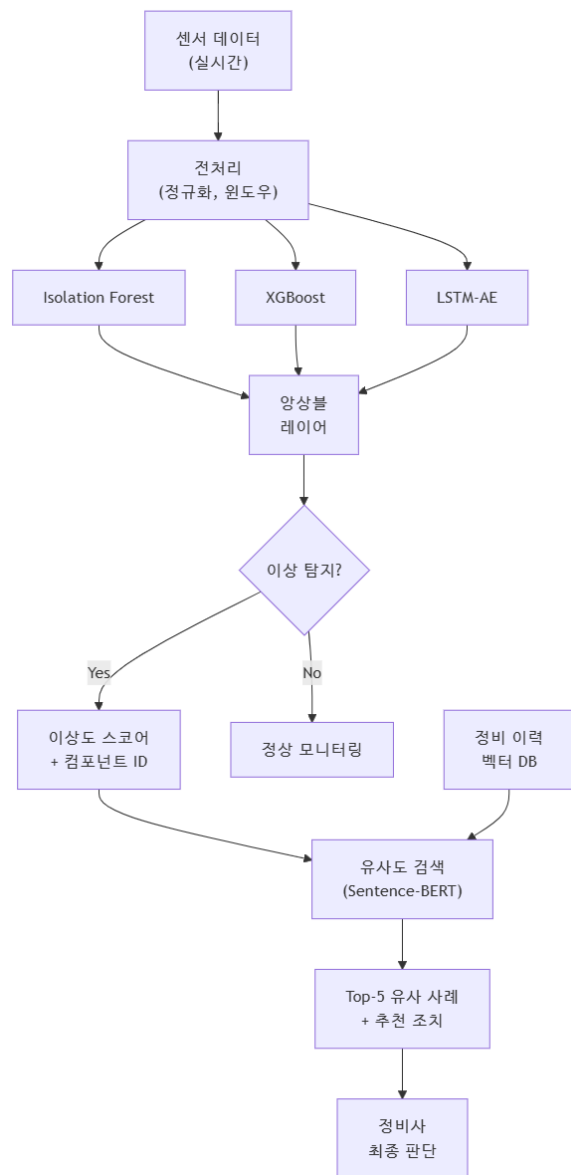 센서 데이터
(실시간)
전처리
(정규화, 윈도우)
Isolation Forest
XGBoost
LSTM-AE
앙상블
레이어
이상 탐지?
Yes
No
이상도 스코어
+ 컴포넌트 ID
정상 모니터링
정비 이력
벡터 DB
유사도 검색
(Sentence-BERT)
Top-5 유사 사례
+ 추천 조치
정비사
최종 판단